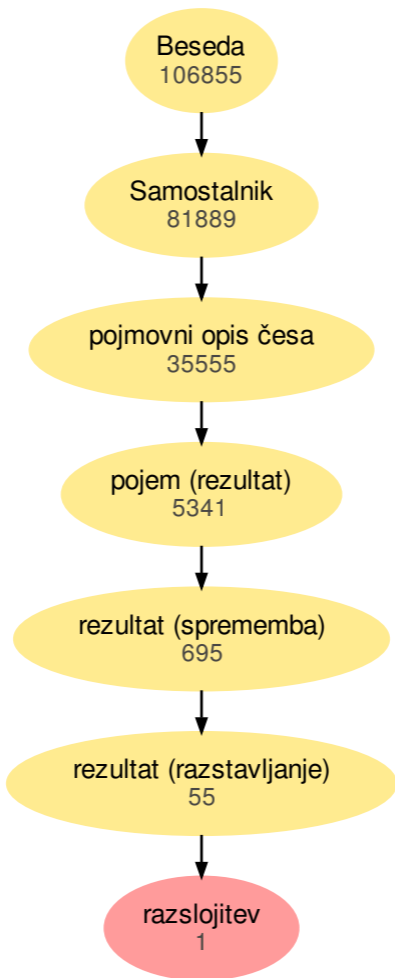 Beseda
106855
Samostalnik
81889
pojmovni opis česa
35555
pojem (rezultat)
5341
rezultat (sprememba)
695
rezultat (razstavljanje)
55
razslojitev
1